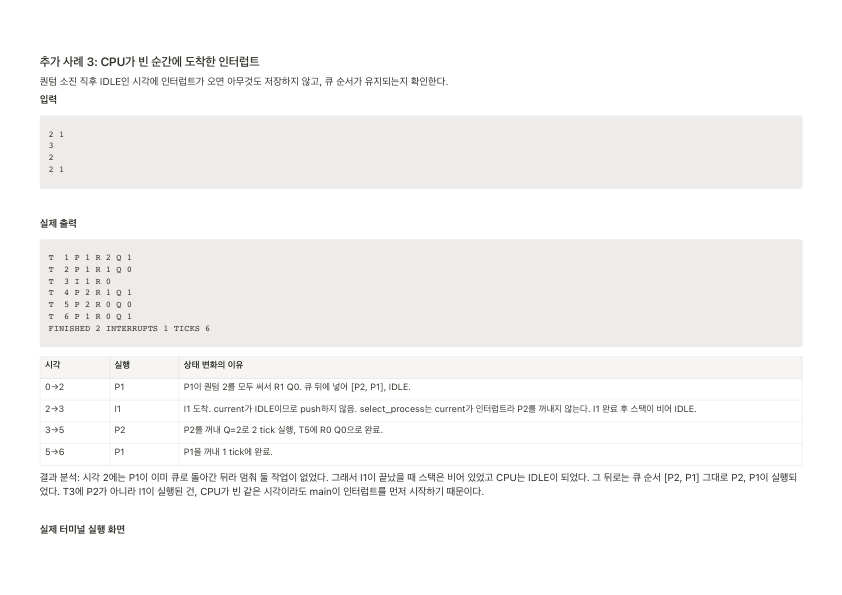 추가 사례 3: CPU가 빈 순간에 도착한 인터럽트
퀀텀 소진 직후 IDLE인 시각에 인터럽트가 오면 아무것도 저장하지 않고, 큐 순서가 유지되는지 확인한다.
입력
2 1
3
2
2 1
실제 출력
T  1 P 1 R 2 Q 1
T  2 P 1 R 1 Q 0
T  3 I 1 R 0
T  4 P 2 R 1 Q 1
T  5 P 2 R 0 Q 0
T  6 P 1 R 0 Q 1
FINISHED 2 INTERRUPTS 1 TICKS 6
시각 실행 상태 변화의 이유
0→2 P1 P1이 퀀텀 2를 모두 써서 R1 Q0. 큐 뒤에 넣어 [P2, P1], IDLE.
2→3 I1 I1 도착. current가 IDLE이므로 push하지 않음. select_process는 current가 인터럽트라 P2를 꺼내지 않는다. I1 완료 후 스택이 비어 IDLE.
3→5 P2 P2를 꺼내 Q=2로 2 tick 실행, T5에 R0 Q0으로 완료.
5→6 P1 P1을 꺼내 1 tick에 완료.
결과 분석: 시각 2에는 P1이 이미 큐로 돌아간 뒤라 멈춰 둘 작업이 없었다. 그래서 I1이 끝났을 때 스택은 비어 있었고 CPU는 IDLE이 되었다. 그 뒤로는 큐 순서 [P2, P1] 그대로 P2, P1이 실행되
었다. T3에 P2가 아니라 I1이 실행된 건, CPU가 빈 같은 시각이라도 main이 인터럽트를 먼저 시작하기 때문이다.
실제 터미널 실행 화면